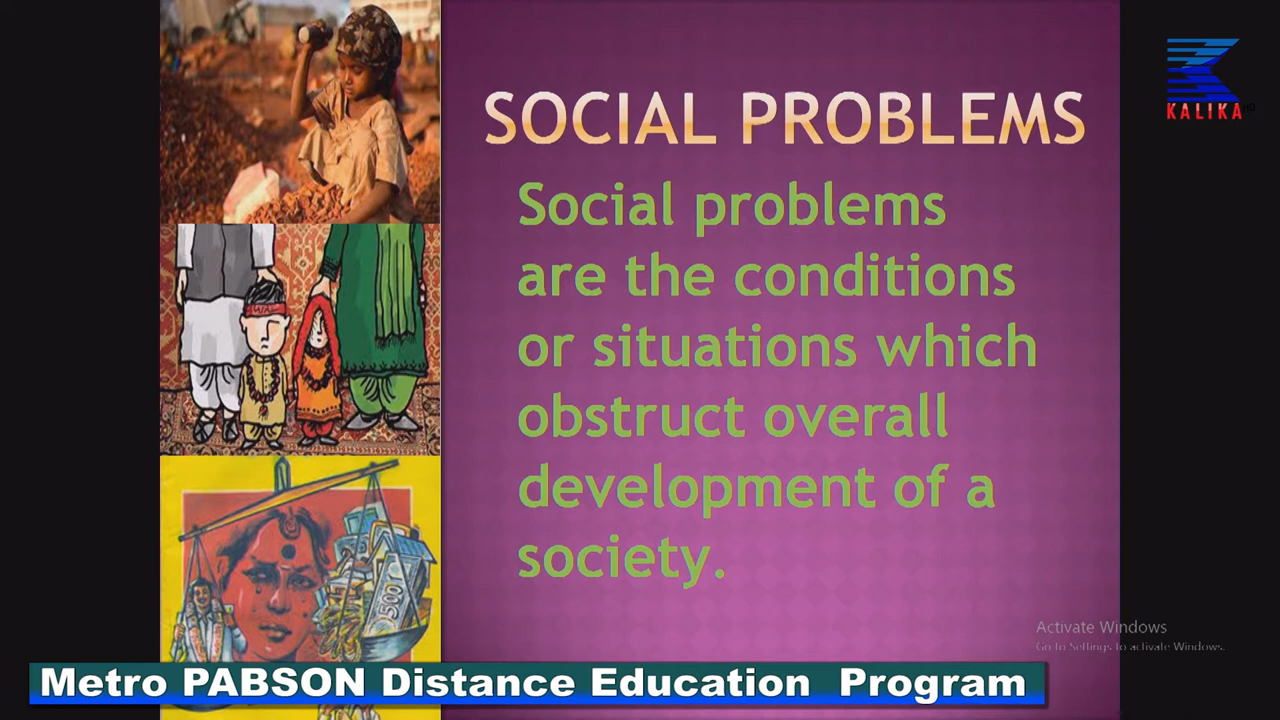 SOCIAL PROBLEMS
Social problems
are the conditions
or situations which
obstruct overall
development of a
society.
KALIKA
500
Activate Windows
Go to Settings to activate Windows.
Metro PABSON Distance Education Program